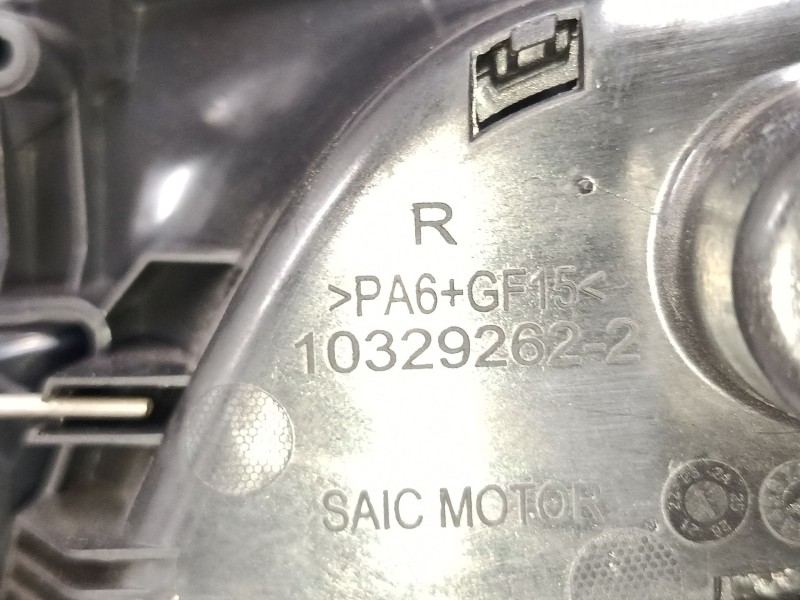 R
>PA6+GF15<
10329262-2
SAIC MOTOR